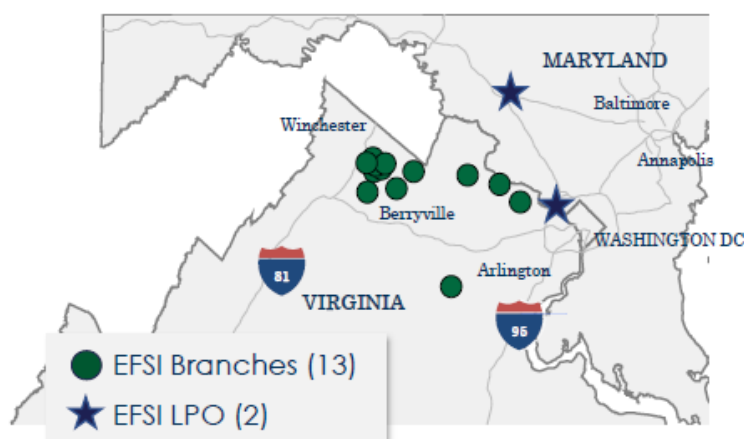 MARYLAND
Baltimore
Winchester
Annapolis
Berryville
WASHINGTON DC
Arlington
81
VIRGINIA
95
EFSI Branches (13)
EFSI LPO (2)